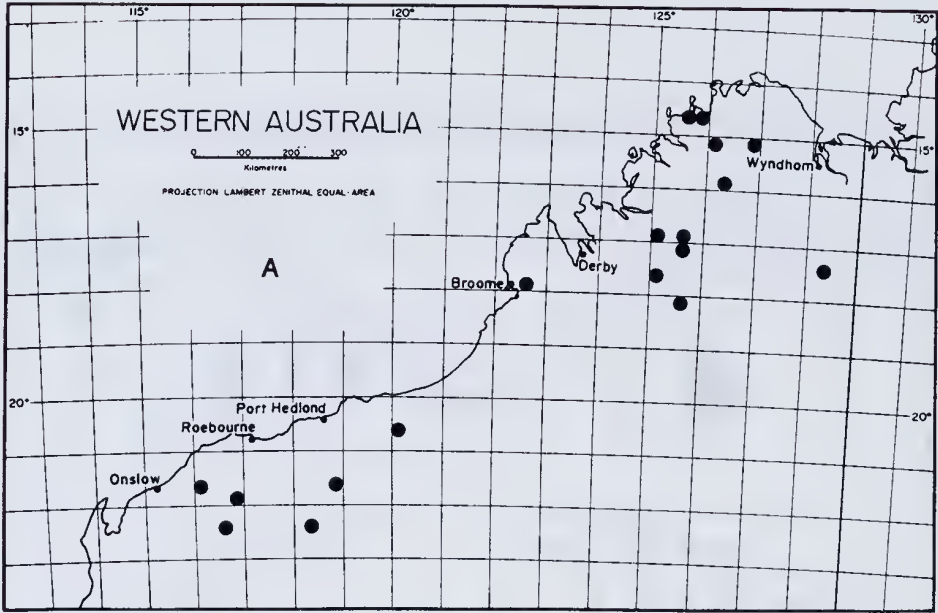 115° 120° 125° 130°
WESTERN AUSTRALIA
15°
0 100 200 300
Kilometres
PROJECTION LAMBERT ZENITHAL EQUAL-AREA
15°
Wyndham
A
Derby
Broome
20°
20°
Port Hedland
Roebourne
Onslow